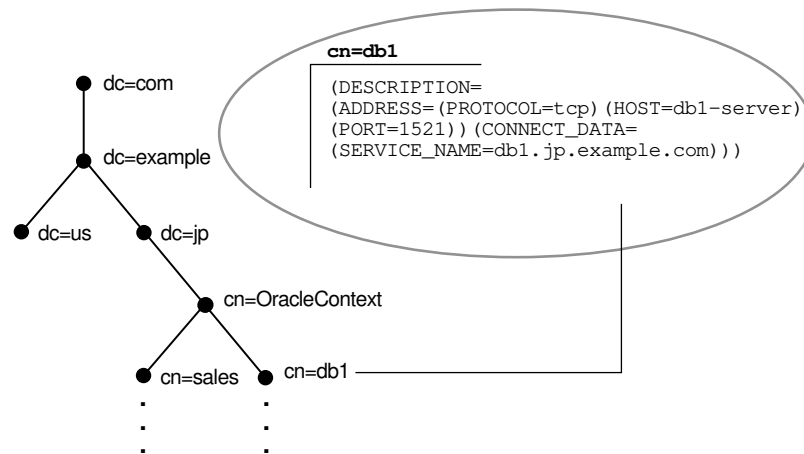 cn=db1
(DESCRIPTION=
(ADDRESS=(PROTOCOL=tcp)(HOST=db1-server)
(PORT=1521))(CONNECT_DATA=
(SERVICE_NAME=db1.jp.example.com)))
dc=com
dc=example
dc=us
dc=jp
cn=OracleContext
cn=sales
cn=db1